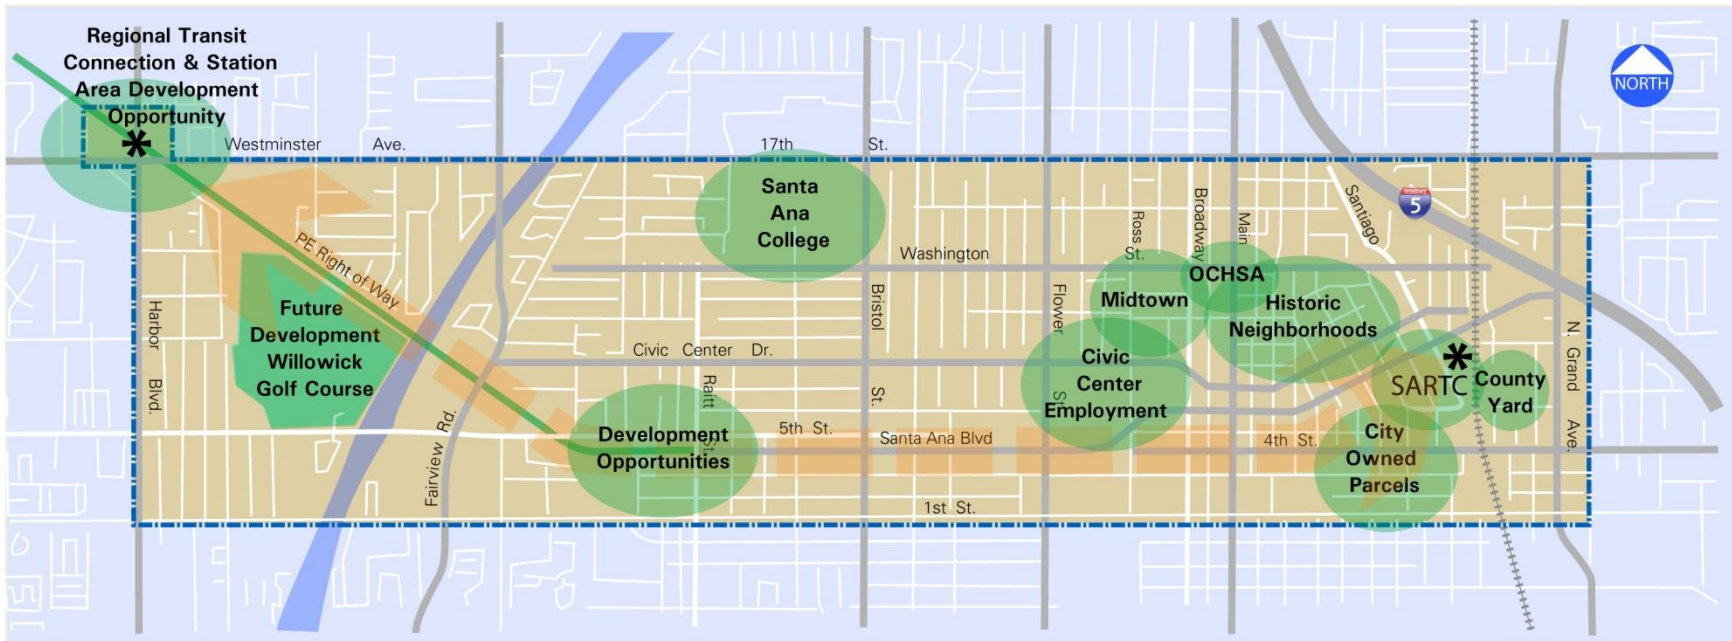 Regional Transit
Connection & Station
Area Development
Opportunity
*
NORTH
Westminster Ave.
17th St.
Santa
Ana
College
INTERSTATE
5
Santiago
Ross St.
Broadway
Main
Washington
OCHSA
Midtown
Historic
Neighborhoods
PE Right of Way
Harbor Blvd.
Future
Development
Willowick
Golf Course
Bristol St.
Flower St.
N. Grand Ave.
Civic Center Dr.
Civic
Center
Employment
*
SARTC
County
Yard
Raitt St.
Fairview Rd.
Development
Opportunities
5th St.
Santa Ana Blvd
4th St.
City
Owned
Parcels
1st St.